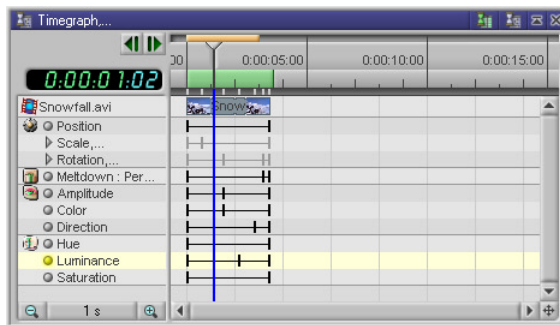 Timegraph,...
00 0:00:05:00 0:00:10:00 0:00:15:00
0:00:01:02
Snowfall.avi
Snow
Position
Scale,...
Rotation,...
Meltdown : Per...
Amplitude
Color
Direction
Hue
Luminance
Saturation
1 s